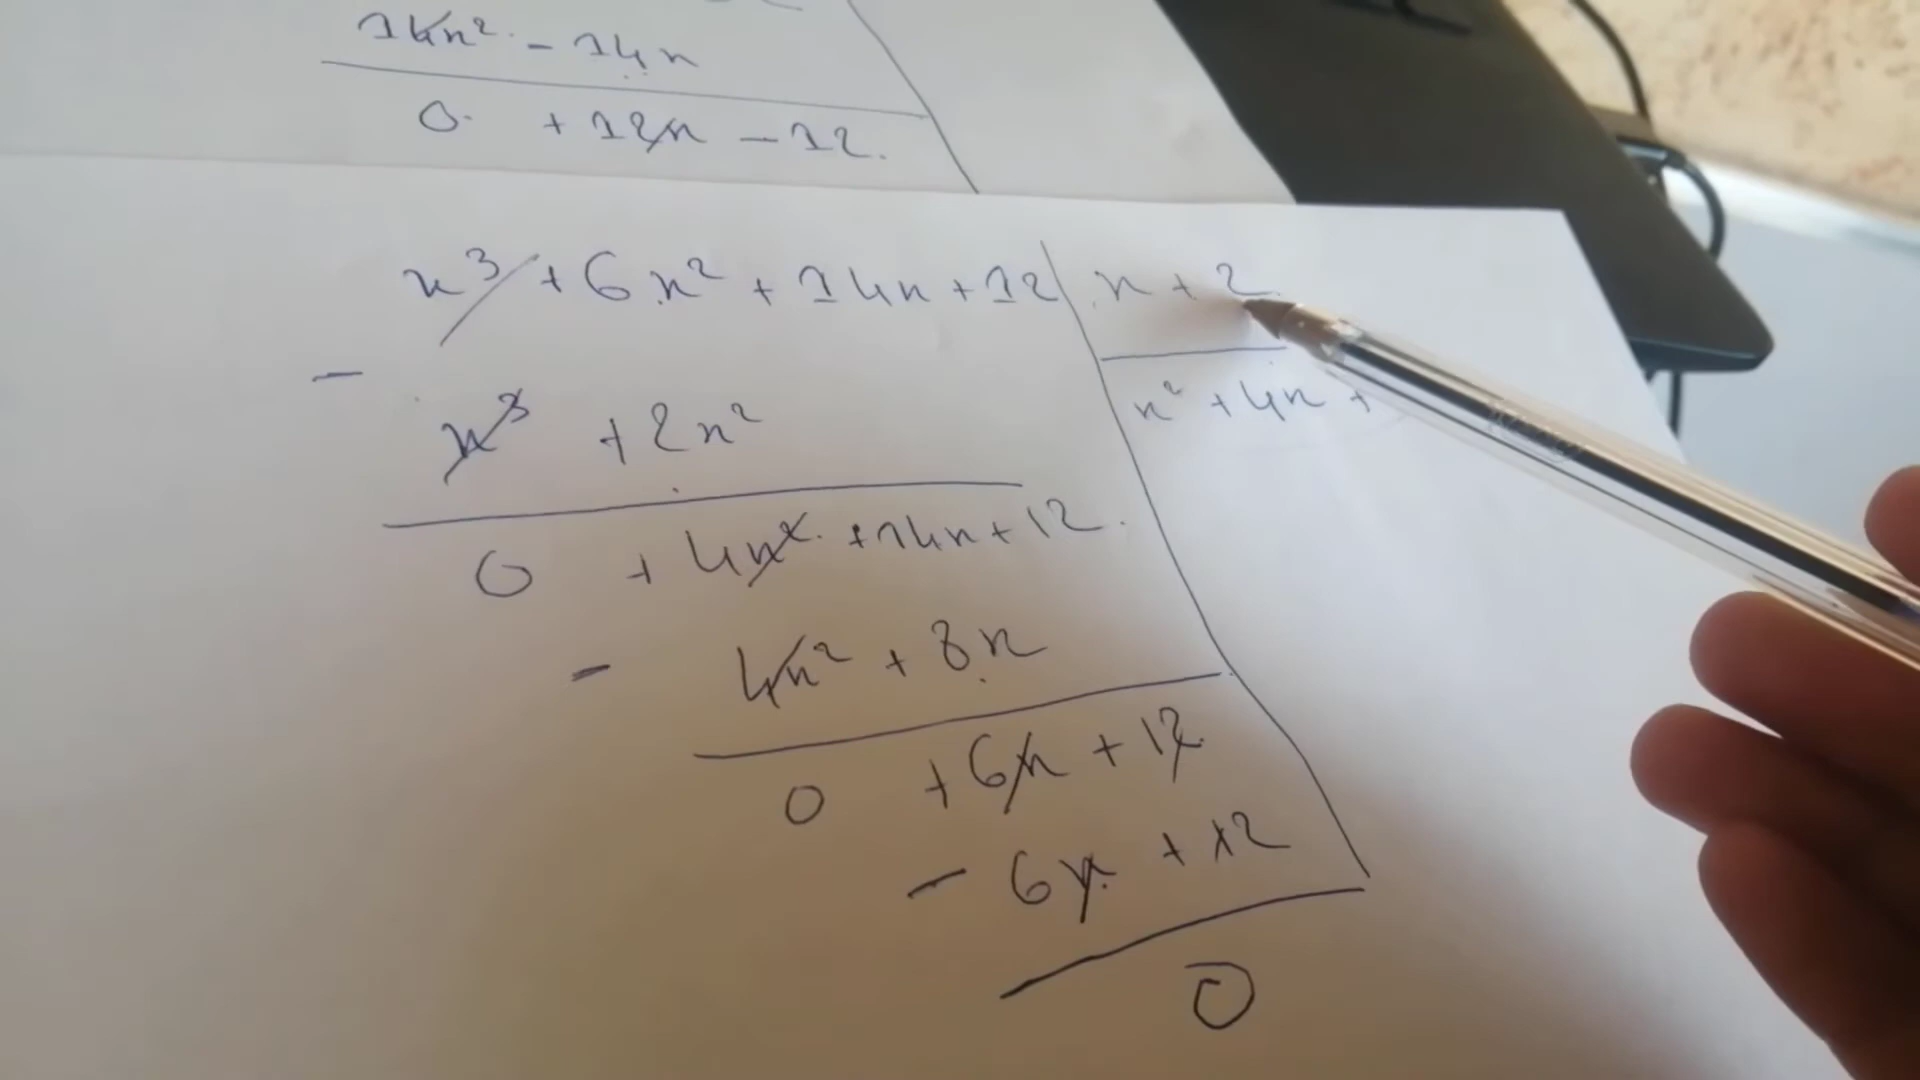 14x² - 14x
0 + 12x - 12
x³ + 6x² + 14x + 12 | x + 2
x² + 4x +
- x³ + 2x²
0 + 4x² + 14x + 12
- 4x² + 8x
0 + 6x + 12
- 6x + 12
0